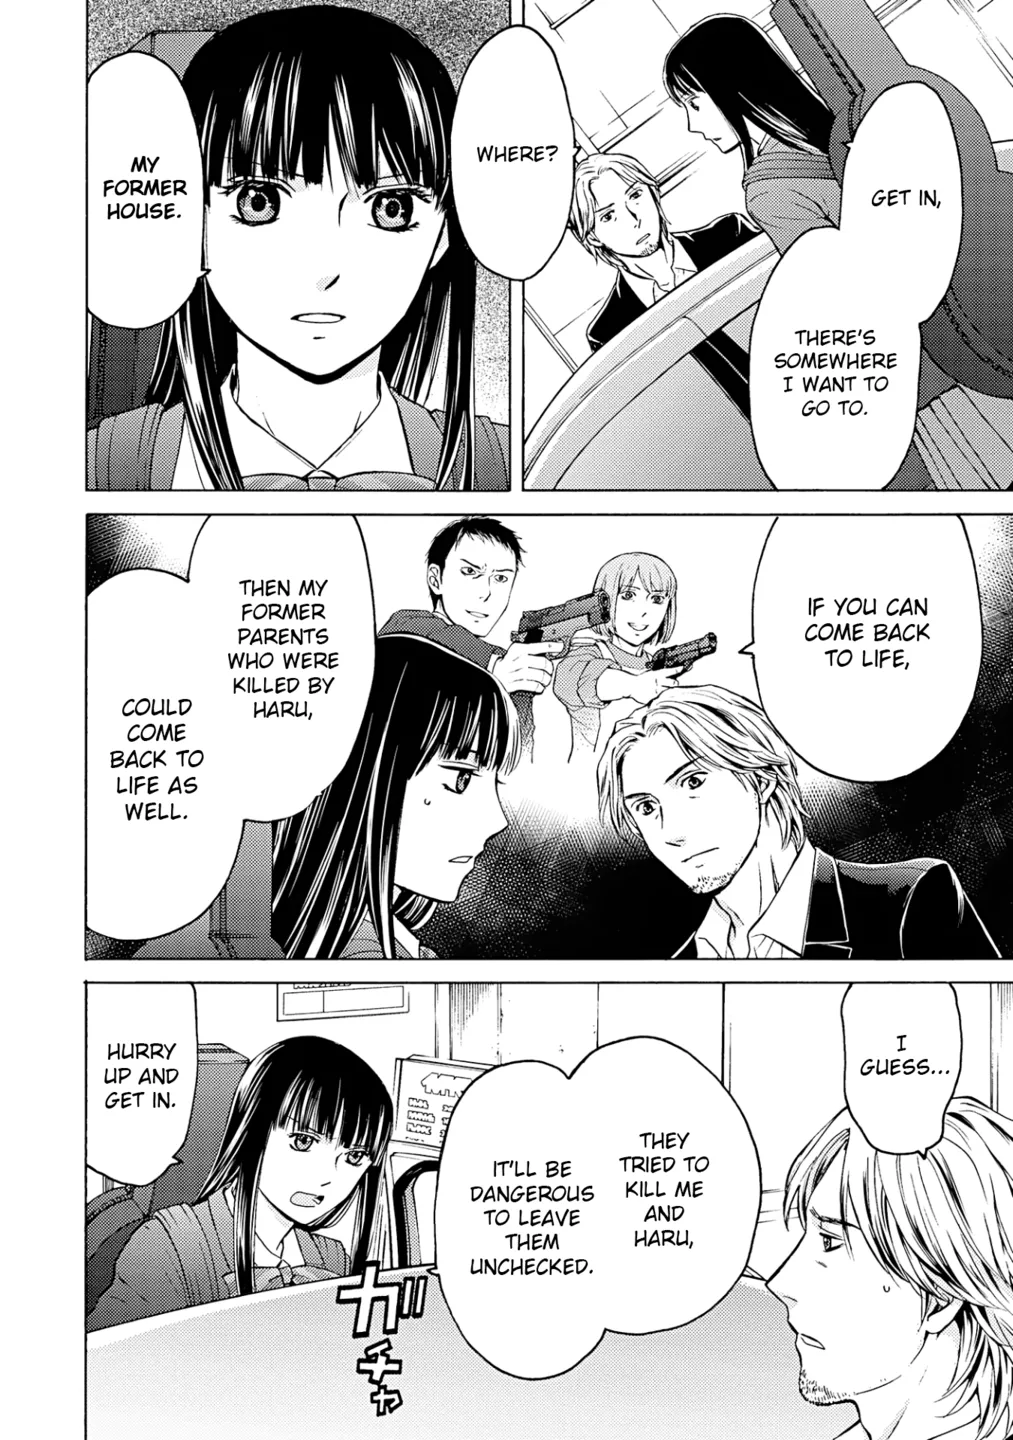 GET IN,
THERE'S
SOMEWHERE
I WANT TO
GO TO.
WHERE?
MY
FORMER
HOUSE.
IF YOU CAN
COME BACK
TO LIFE,
THEN MY
FORMER
PARENTS
WHO WERE
KILLED BY
HARU,
COULD
COME
BACK TO
LIFE AS
WELL.
I
GUESS...
THEY
TRIED TO
KILL ME
AND
HARU,
IT'LL BE
DANGEROUS
TO LEAVE
THEM
UNCHECKED.
ガチャ
HURRY
UP AND
GET IN.